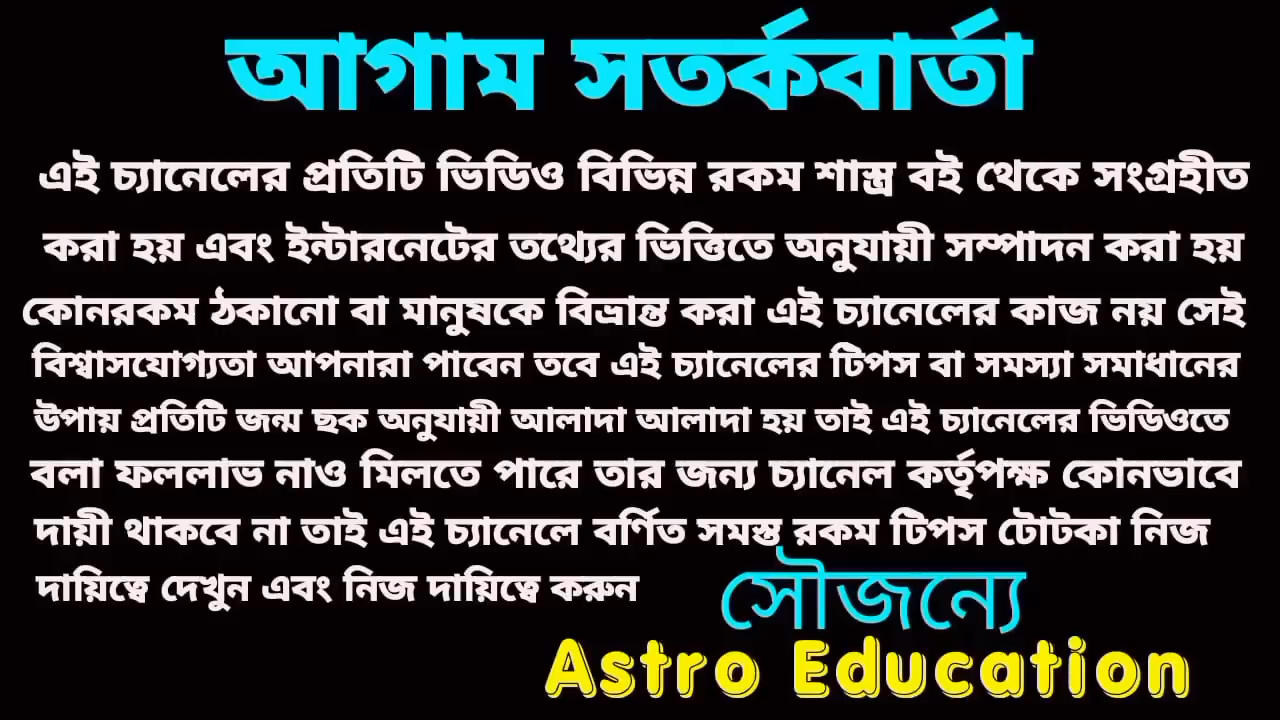 আগাম সতর্কবার্তা
এই চ্যানেলের প্রতিটি ভিডিও বিভিন্ন রকম শাস্ত্র বই থেকে সংগ্রহীত
করা হয় এবং ইন্টারনেটের তথ্যের ভিত্তিতে অনুযায়ী সম্পাদন করা হয়
কোনরকম ঠকানো বা মানুষকে বিভ্রান্ত করা এই চ্যানেলের কাজ নয় সেই
বিশ্বাসযোগ্যতা আপনারা পাবেন তবে এই চ্যানেলের টিপস বা সমস্যা সমাধানের
উপায় প্রতিটি জন্ম ছক অনুযায়ী আলাদা আলাদা হয় তাই এই চ্যানেলের ভিডিওতে
বলা ফললাভ নাও মিলতে পারে তার জন্য চ্যানেল কর্তৃপক্ষ কোনভাবে
দায়ী থাকবে না তাই এই চ্যানেলে বর্ণিত সমস্ত রকম টিপস টোটকা নিজ
দায়িত্বে দেখুন এবং নিজ দায়িত্বে করুন
সৌজন্যে
Astro Education